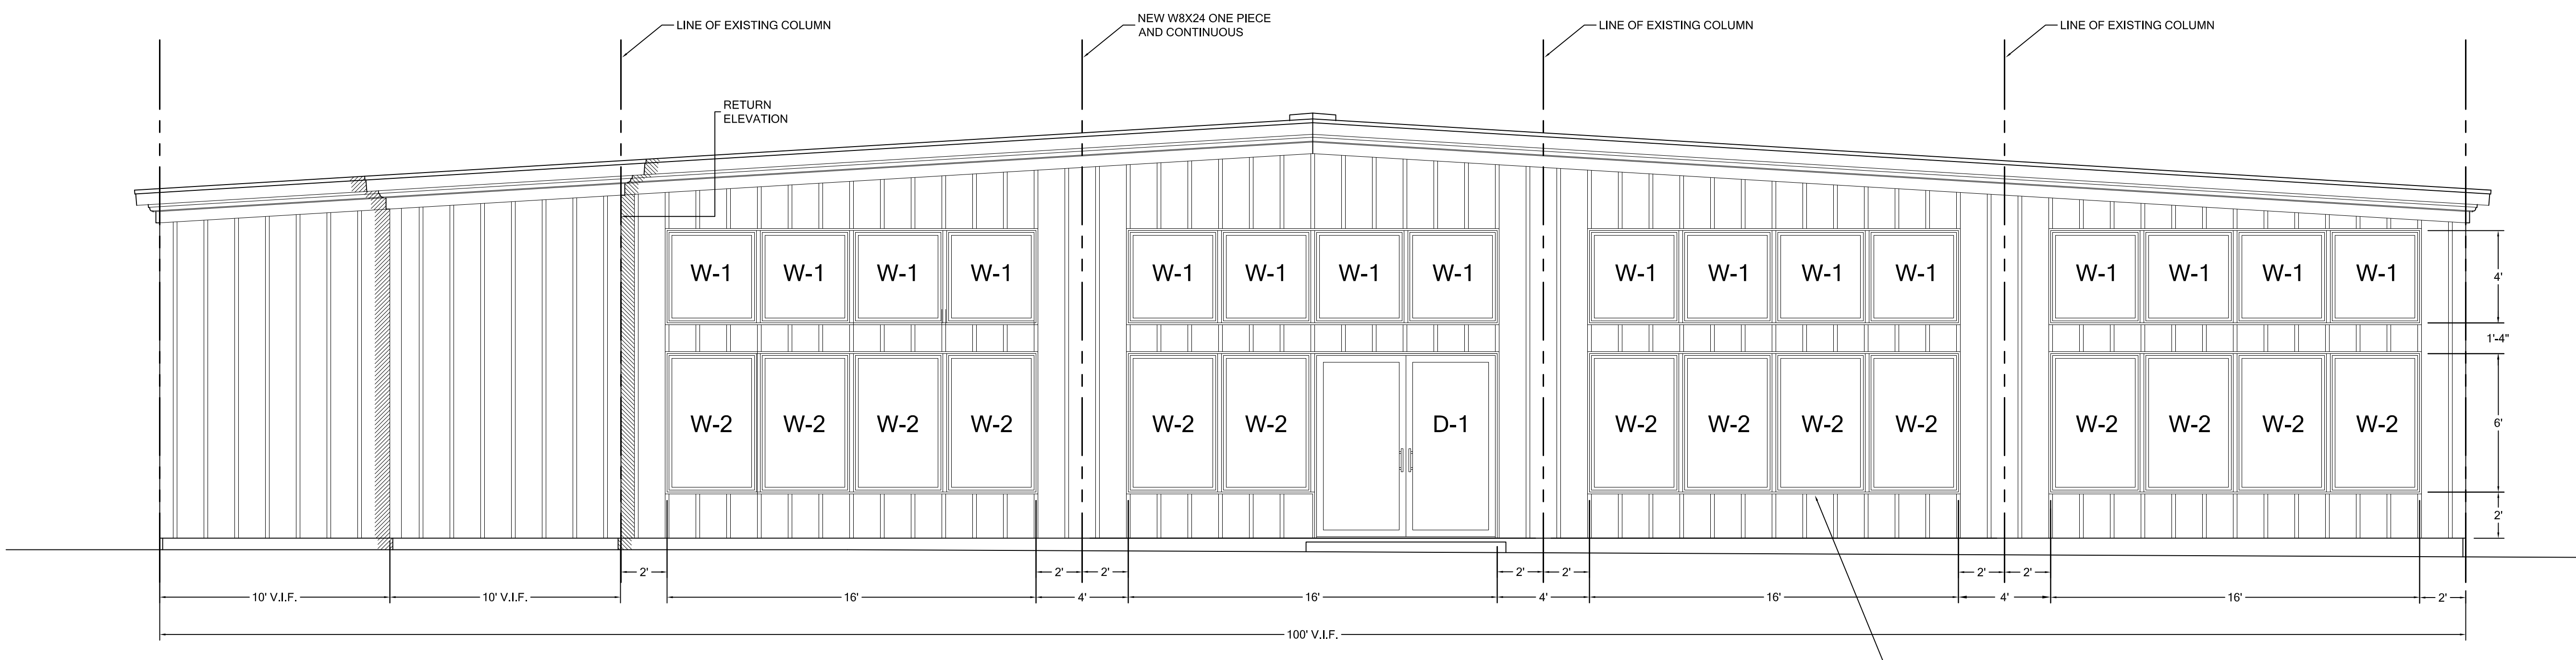 LINE OF EXISTING COLUMN
NEW W8X24 ONE PIECE
AND CONTINUOUS
LINE OF EXISTING COLUMN
LINE OF EXISTING COLUMN
RETURN
ELEVATION
W-1 W-1 W-1 W-1 W-1 W-1 W-1 W-1 W-1 W-1 W-1 W-1 W-1 W-1 W-1 W-1
4'
1'-4"
W-2 W-2 W-2 W-2 W-2 W-2 D-1 W-2 W-2 W-2 W-2 W-2 W-2 W-2 W-2
6'
2'
2' 2' 2' 2' 2' 2' 2'
10' V.I.F. 10' V.I.F. 16' 4' 16' 4' 16' 4' 16' 2'
100' V.I.F.